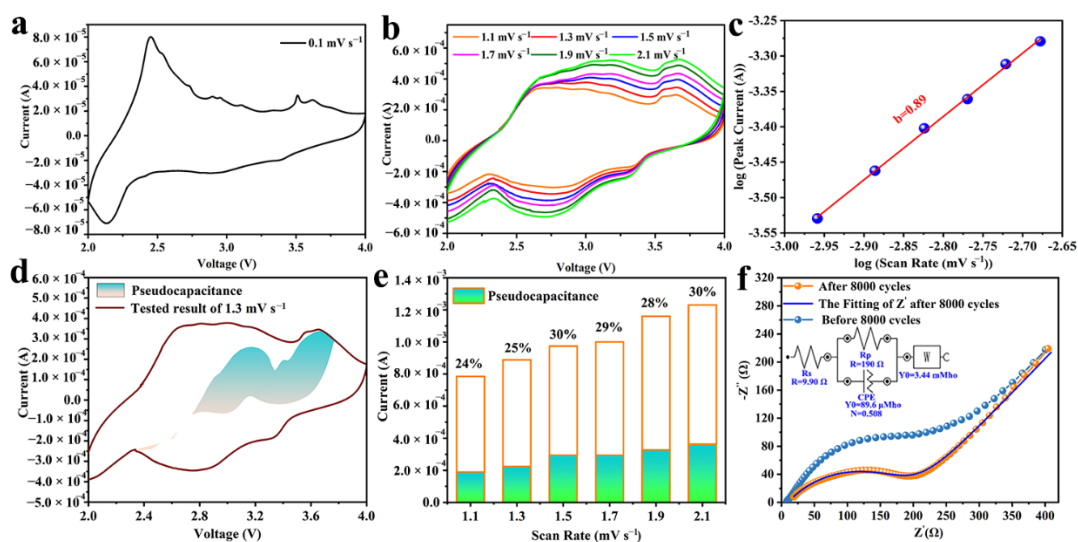 a
8.0 × 10⁻⁵
6.0 × 10⁻⁵
4.0 × 10⁻⁵
2.0 × 10⁻⁵
0.0
−2.0 × 10⁻⁵
−4.0 × 10⁻⁵
−6.0 × 10⁻⁵
−8.0 × 10⁻⁵
Current (A)
0.1 mV s⁻¹
2.0 2.5 3.0 3.5 4.0
Voltage (V)
b
1.1 mV s⁻¹ 1.3 mV s⁻¹ 1.5 mV s⁻¹
1.7 mV s⁻¹ 1.9 mV s⁻¹ 2.1 mV s⁻¹
6.0 × 10⁻⁴
4.0 × 10⁻⁴
2.0 × 10⁻⁴
0.0
−2.0 × 10⁻⁴
−4.0 × 10⁻⁴
−6.0 × 10⁻⁴
Current (A)
2.0 2.5 3.0 3.5 4.0
Voltage (V)
c
-3.25
-3.30
-3.40
-3.45
-3.55
log (Peak Current (A))
b=0.89
-3.00 -2.95 -2.90 -2.85 -2.80 -2.75 -2.70 -2.65
log (Scan Rate (mV s⁻¹))
d
6.0 × 10⁻⁴
5.0 × 10⁻⁴
4.0 × 10⁻⁴
3.0 × 10⁻⁴
2.0 × 10⁻⁴
1.0 × 10⁻⁴
0.0
−1.0 × 10⁻⁴
−2.0 × 10⁻⁴
−3.0 × 10⁻⁴
−4.0 × 10⁻⁴
−5.0 × 10⁻⁴
Current (A)
Pseudocapacitance
Tested result of 1.3 mV s⁻¹
2.0 2.4 2.8 3.2 3.6 4.0
Voltage (V)
e
1.4 × 10⁻³
1.2 × 10⁻³
1.0 × 10⁻³
8.0 × 10⁻⁴
6.0 × 10⁻⁴
4.0 × 10⁻⁴
2.0 × 10⁻⁴
0.0
Current (A)
Pseudocapacitance
24% 25% 30% 29% 28% 30%
1.1 1.3 1.5 1.7 1.9 2.1
Scan Rate (mV s⁻¹)
f
320
280
240
200
160
120
80
40
0
-Z'' (Ω)
After 8000 cycles
The Fitting of Z' after 8000 cycles
Before 8000 cycles
Rs
R=9.90 Ω
Rp
R=190 Ω
CPE
Y0=89.6 μMho
N=0.508
W
Y0=3.44 mMho
0 50 100 150 200 250 300 350 400
Z'(Ω)